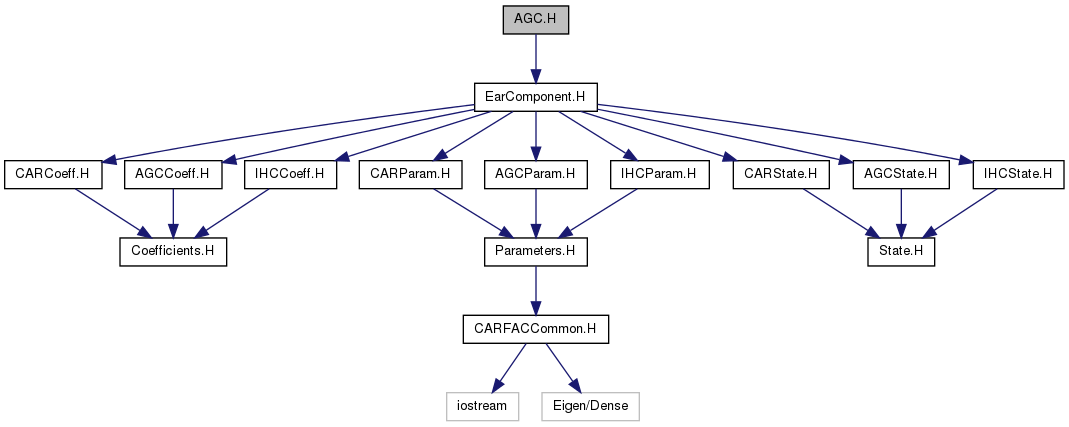 AGC.H
EarComponent.H
CARCoeff.H
AGCCoeff.H
IHCCoeff.H
CARParam.H
AGCParam.H
IHCParam.H
CARState.H
AGCState.H
IHCState.H
Coefficients.H
Parameters.H
State.H
CARFACCommon.H
iostream
Eigen/Dense